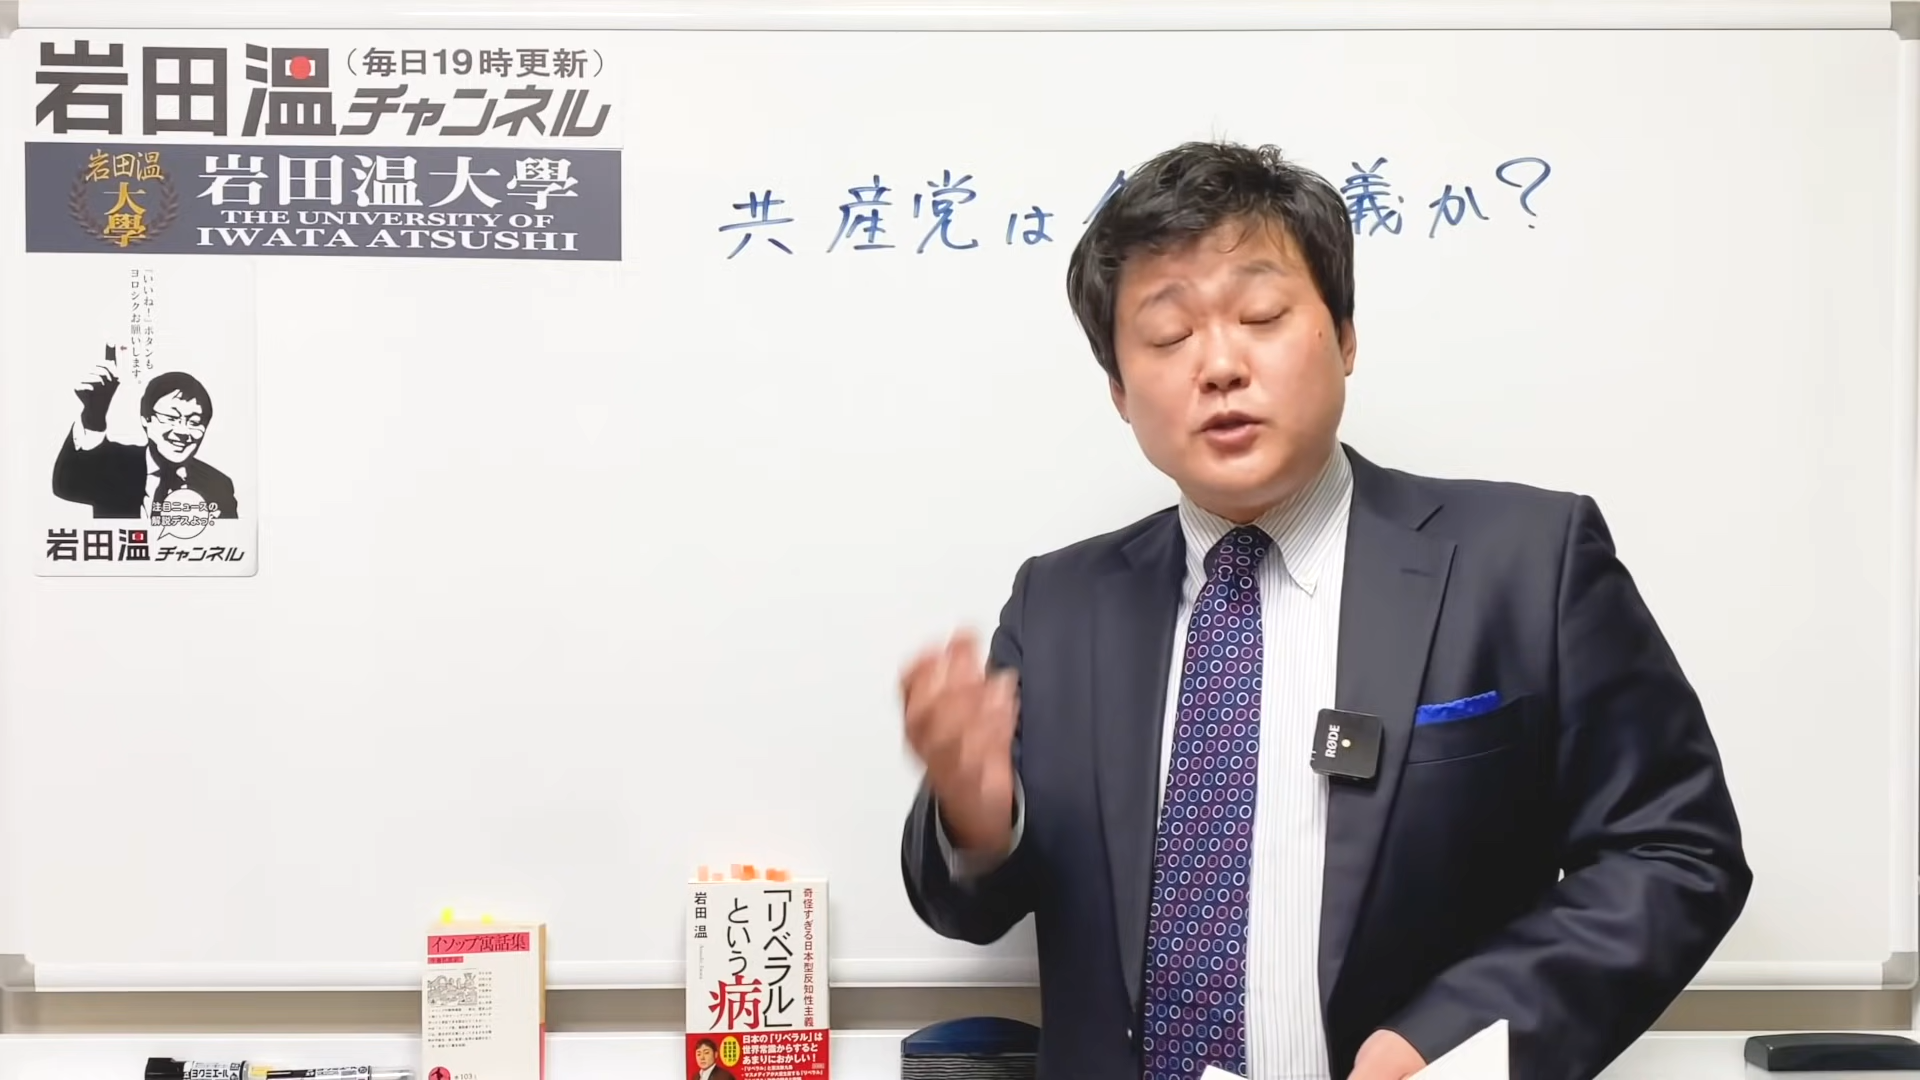 岩田温(毎日19時更新)
チャンネル
岩田温
大學
岩田温大學
THE UNIVERSITY OF
IWATA ATSUSHI
共産党は
義か?
「いいね!」ボタンも
ヨロシクお願いします。
注目ニュースの
解説デスよっ!
岩田温チャンネル
RØDE
イソップ寓話集
奇怪すぎる日本型反知性主義
「リベラル」
という病
岩田 温
日本の「リベラル」は
世界常識からすると
あまりにおかしい!